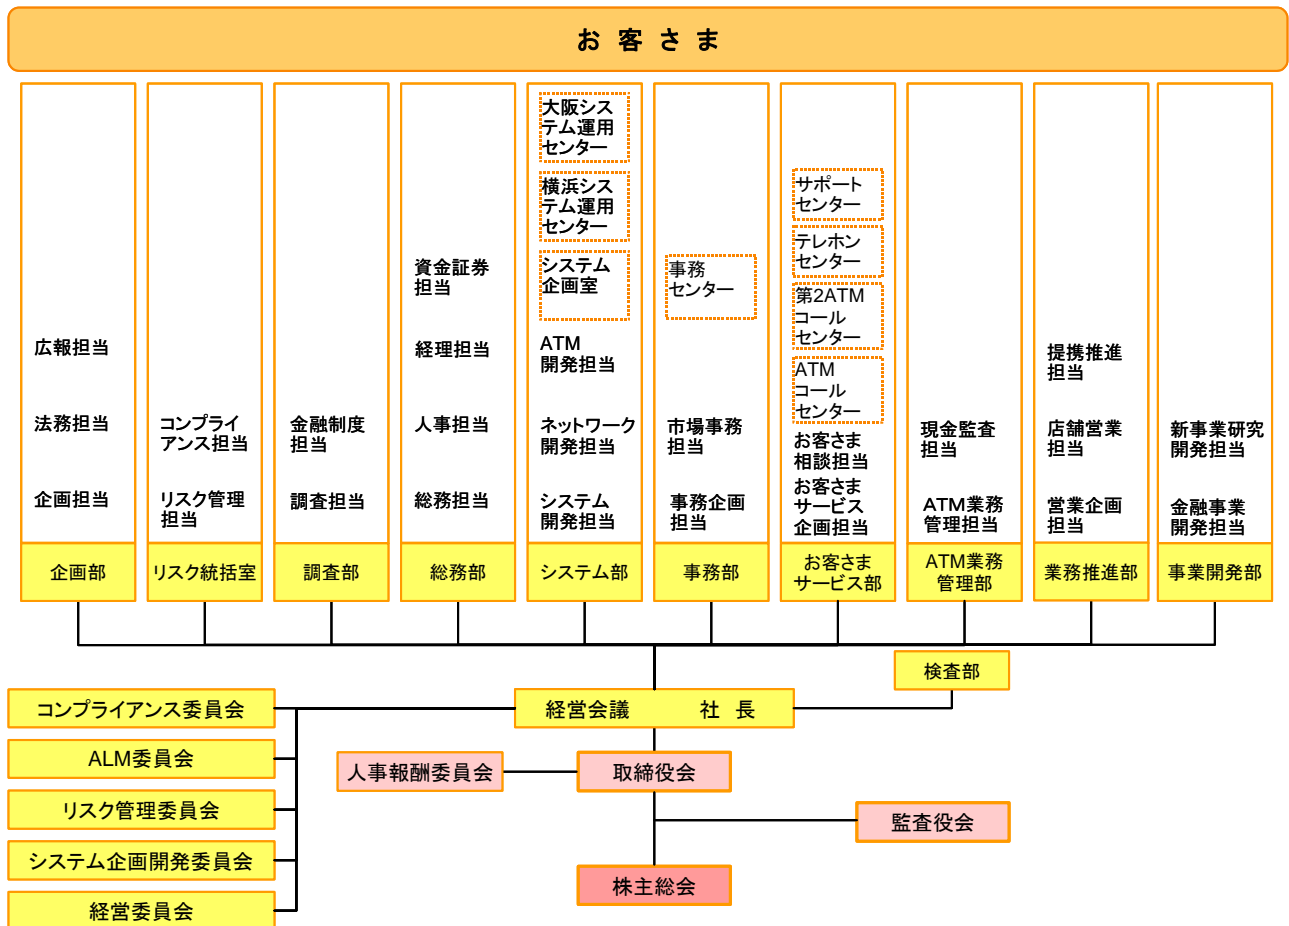 お客さま
広報担当
法務担当
企画担当
企画部
コンプライ
アンス担当
リスク管理
担当
リスク統括室
金融制度
担当
調査担当
調査部
資金証券
担当
経理担当
人事担当
総務担当
総務部
大阪シス
テム運用
センター
横浜シス
テム運用
センター
システム
企画室
ATM
開発担当
ネットワーク
開発担当
システム
開発担当
システム部
事務
センター
市場事務
担当
事務企画
担当
事務部
サポート
センター
テレホン
センター
第2ATM
コール
センター
ATM
コール
センター
お客さま
相談担当
お客さま
サービス
企画担当
お客さま
サービス部
現金監査
担当
ATM業務
管理担当
ATM業務
管理部
提携推進
担当
店舗営業
担当
営業企画
担当
業務推進部
新事業研究
開発担当
金融事業
開発担当
事業開発部
検査部
経営会議 社 長
コンプライアンス委員会
ALM委員会
リスク管理委員会
システム企画開発委員会
経営委員会
人事報酬委員会
取締役会
監査役会
株主総会